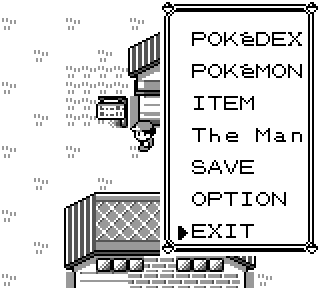 POKéDEX
POKéMON
ITEM
The Man
SAVE
OPTION
EXIT